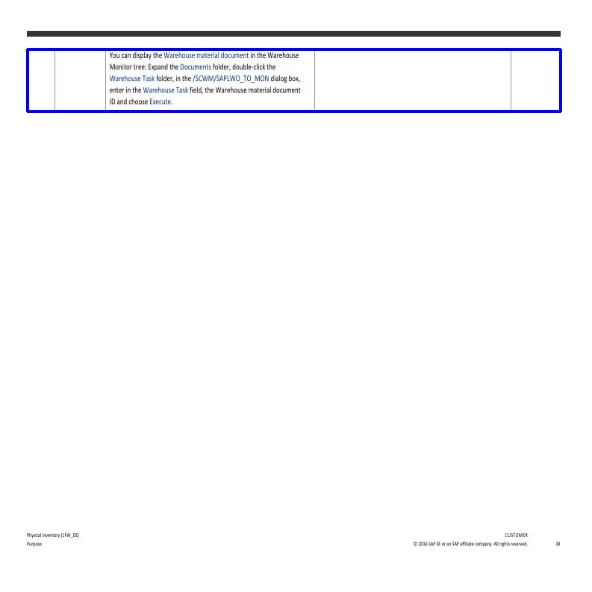 You can display the Warehouse material document in the Warehouse
Monitor tree: Expand the Documents folder, double-click the
Warehouse Task folder, in the /SCWM/SAPLWO_TO_MON dialog box,
enter in the Warehouse Task field, the Warehouse material document
ID and choose Execute.
Physical Inventory (1FW_DE)
Purpose
CUSTOMER
© 2016 SAP SE or an SAP affiliate company. All rights reserved.